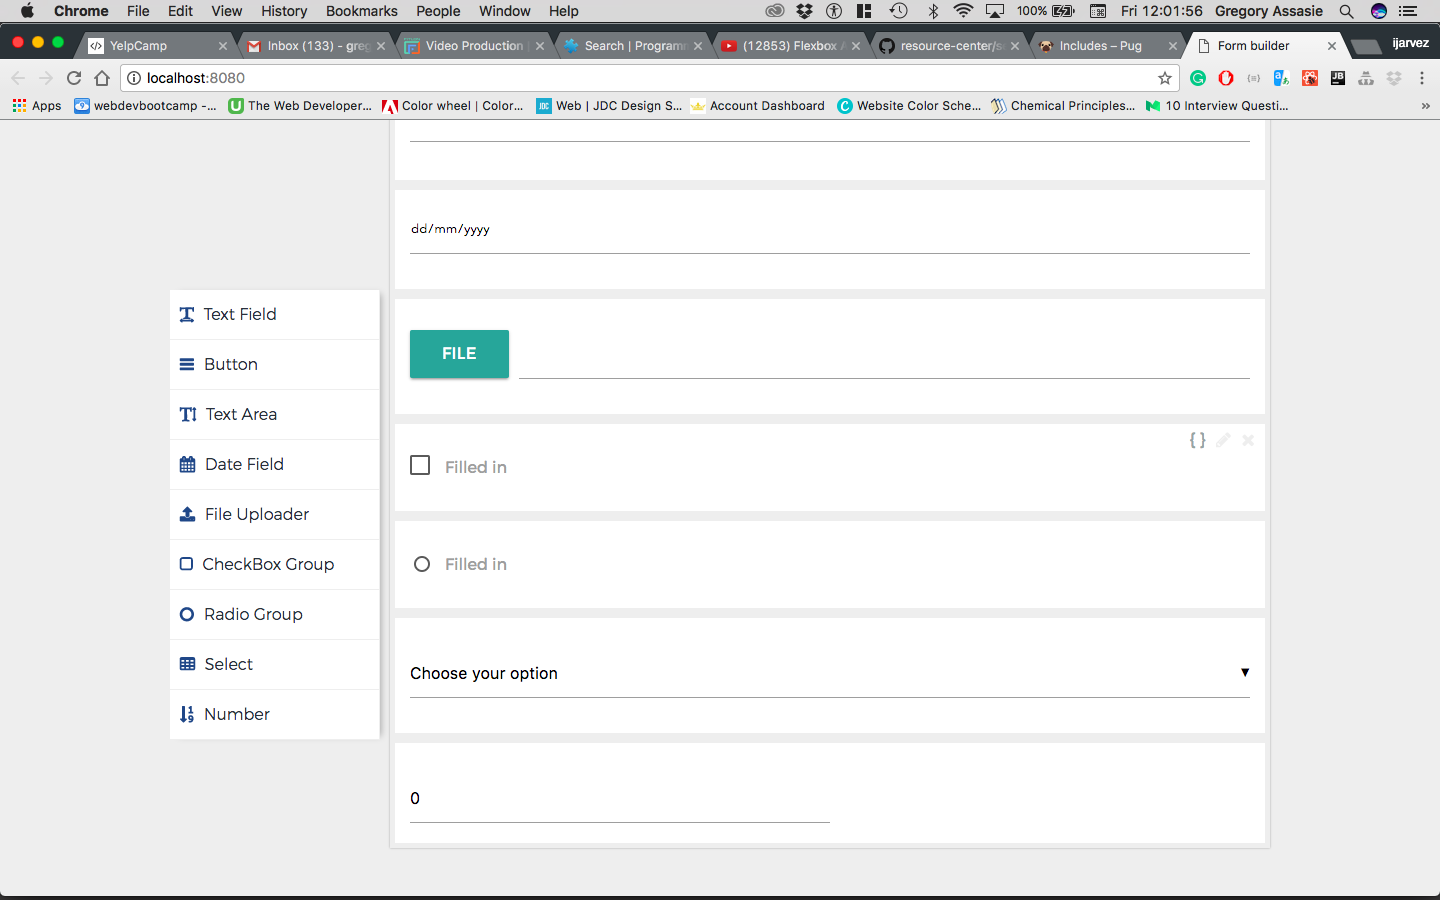 Chrome File Edit View History Bookmarks People Window Help 100% Fri 12:01:56 Gregory Assasie
YelpCamp Inbox (133) - greg Video Production Search | Programm (12853) Flexbox resource-center/s Includes – Pug Form builder ijarvez
localhost:8080
Apps webdevbootcamp -... The Web Developer... Color wheel | Color... Web | JDC Design S... Account Dashboard Website Color Sche... Chemical Principles... 10 Interview Questi... »
dd/mm/yyyy
Text Field
FILE
Button
Text Area
{ }
Date Field
Filled in
File Uploader
CheckBox Group
Filled in
Radio Group
Select
Choose your option
Number
0